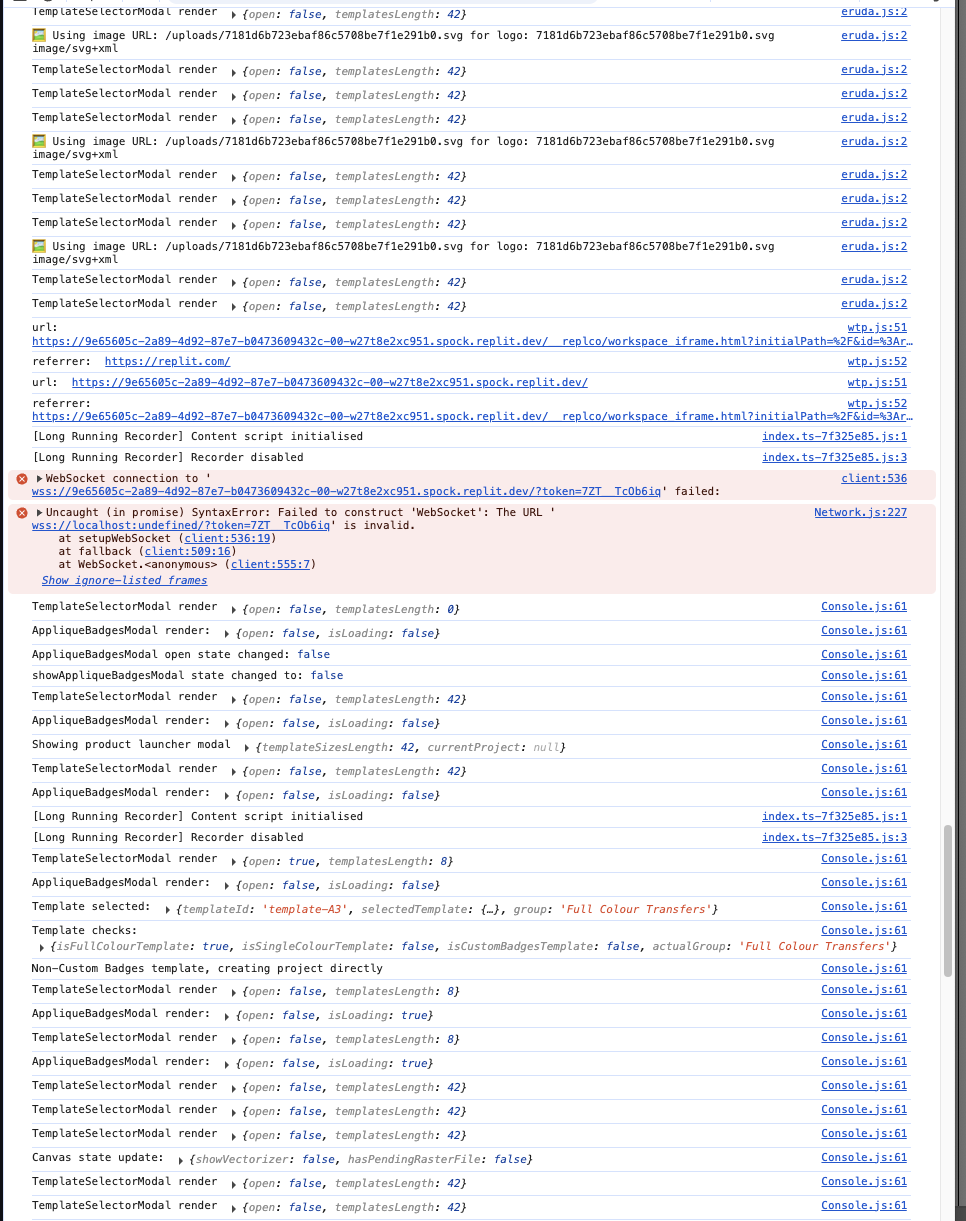 TemplateSelectorModal render ▸ {open: false, templatesLength: 42} eruda.js:2
🖼️ Using image URL: /uploads/7181d6b723ebaf86c5708be7f1e291b0.svg for logo: 7181d6b723ebaf86c5708be7f1e291b0.svg eruda.js:2
image/svg+xml
TemplateSelectorModal render ▸ {open: false, templatesLength: 42} eruda.js:2
TemplateSelectorModal render ▸ {open: false, templatesLength: 42} eruda.js:2
TemplateSelectorModal render ▸ {open: false, templatesLength: 42} eruda.js:2
🖼️ Using image URL: /uploads/7181d6b723ebaf86c5708be7f1e291b0.svg for logo: 7181d6b723ebaf86c5708be7f1e291b0.svg eruda.js:2
image/svg+xml
TemplateSelectorModal render ▸ {open: false, templatesLength: 42} eruda.js:2
TemplateSelectorModal render ▸ {open: false, templatesLength: 42} eruda.js:2
TemplateSelectorModal render ▸ {open: false, templatesLength: 42} eruda.js:2
🖼️ Using image URL: /uploads/7181d6b723ebaf86c5708be7f1e291b0.svg for logo: 7181d6b723ebaf86c5708be7f1e291b0.svg eruda.js:2
image/svg+xml
TemplateSelectorModal render ▸ {open: false, templatesLength: 42} eruda.js:2
TemplateSelectorModal render ▸ {open: false, templatesLength: 42} eruda.js:2
url: wtp.js:51
https://9e65605c-2a89-4d92-87e7-b0473609432c-00-w27t8e2xc951.spock.replit.dev/__replco/workspace_iframe.html?initialPath=%2F&id=%3Ar…
referrer: https://replit.com/ wtp.js:52
url: https://9e65605c-2a89-4d92-87e7-b0473609432c-00-w27t8e2xc951.spock.replit.dev/ wtp.js:51
referrer: wtp.js:52
https://9e65605c-2a89-4d92-87e7-b0473609432c-00-w27t8e2xc951.spock.replit.dev/__replco/workspace_iframe.html?initialPath=%2F&id=%3Ar…
[Long Running Recorder] Content script initialised index.ts-7f325e85.js:1
[Long Running Recorder] Recorder disabled index.ts-7f325e85.js:3
▸WebSocket connection to ' client:536
wss://9e65605c-2a89-4d92-87e7-b0473609432c-00-w27t8e2xc951.spock.replit.dev/?token=7ZT__TcOb6iq' failed:
▸Uncaught (in promise) SyntaxError: Failed to construct 'WebSocket': The URL ' Network.js:227
wss://localhost:undefined/?token=7ZT__TcOb6iq' is invalid.
at setupWebSocket (client:536:19)
at fallback (client:509:16)
at WebSocket.<anonymous> (client:555:7)
Show ignore-listed frames
TemplateSelectorModal render ▸ {open: false, templatesLength: 0} Console.js:61
AppliqueBadgesModal render: ▸ {open: false, isLoading: false} Console.js:61
AppliqueBadgesModal open state changed: false Console.js:61
showAppliqueBadgesModal state changed to: false Console.js:61
TemplateSelectorModal render ▸ {open: false, templatesLength: 42} Console.js:61
AppliqueBadgesModal render: ▸ {open: false, isLoading: false} Console.js:61
Showing product launcher modal ▸ {templateSizesLength: 42, currentProject: null} Console.js:61
TemplateSelectorModal render ▸ {open: false, templatesLength: 42} Console.js:61
AppliqueBadgesModal render: ▸ {open: false, isLoading: false} Console.js:61
[Long Running Recorder] Content script initialised index.ts-7f325e85.js:1
[Long Running Recorder] Recorder disabled index.ts-7f325e85.js:3
TemplateSelectorModal render ▸ {open: true, templatesLength: 8} Console.js:61
AppliqueBadgesModal render: ▸ {open: false, isLoading: false} Console.js:61
Template selected: ▸ {templateId: 'template-A3', selectedTemplate: {…}, group: 'Full Colour Transfers'} Console.js:61
Template checks: Console.js:61
▸ {isFullColourTemplate: true, isSingleColourTemplate: false, isCustomBadgesTemplate: false, actualGroup: 'Full Colour Transfers'}
Non-Custom Badges template, creating project directly Console.js:61
TemplateSelectorModal render ▸ {open: false, templatesLength: 8} Console.js:61
AppliqueBadgesModal render: ▸ {open: false, isLoading: true} Console.js:61
TemplateSelectorModal render ▸ {open: false, templatesLength: 8} Console.js:61
AppliqueBadgesModal render: ▸ {open: false, isLoading: true} Console.js:61
TemplateSelectorModal render ▸ {open: false, templatesLength: 42} Console.js:61
TemplateSelectorModal render ▸ {open: false, templatesLength: 42} Console.js:61
TemplateSelectorModal render ▸ {open: false, templatesLength: 42} Console.js:61
Canvas state update: ▸ {showVectorizer: false, hasPendingRasterFile: false} Console.js:61
TemplateSelectorModal render ▸ {open: false, templatesLength: 42} Console.js:61
TemplateSelectorModal render ▸ {open: false, templatesLength: 42} Console.js:61